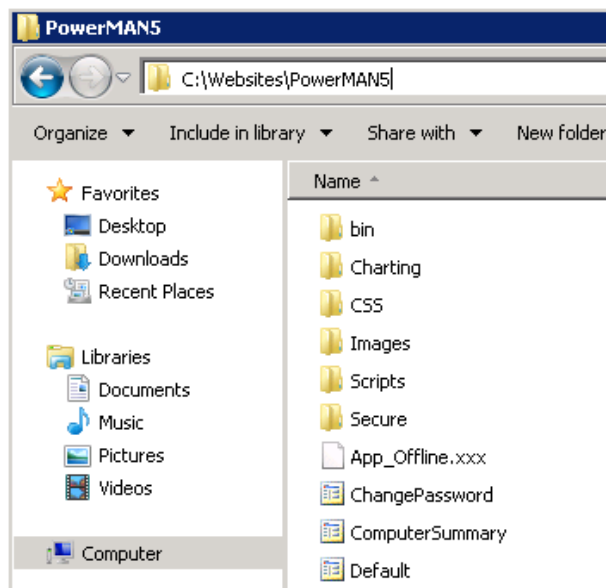 PowerMAN5
C:\Websites\PowerMAN5
Organize
Include in library
Share with
New folder
Favorites
Desktop
Downloads
Recent Places
Libraries
Documents
Music
Pictures
Videos
Computer
Name
bin
Charting
CSS
Images
Scripts
Secure
App_Offline.xxx
ChangePassword
ComputerSummary
Default